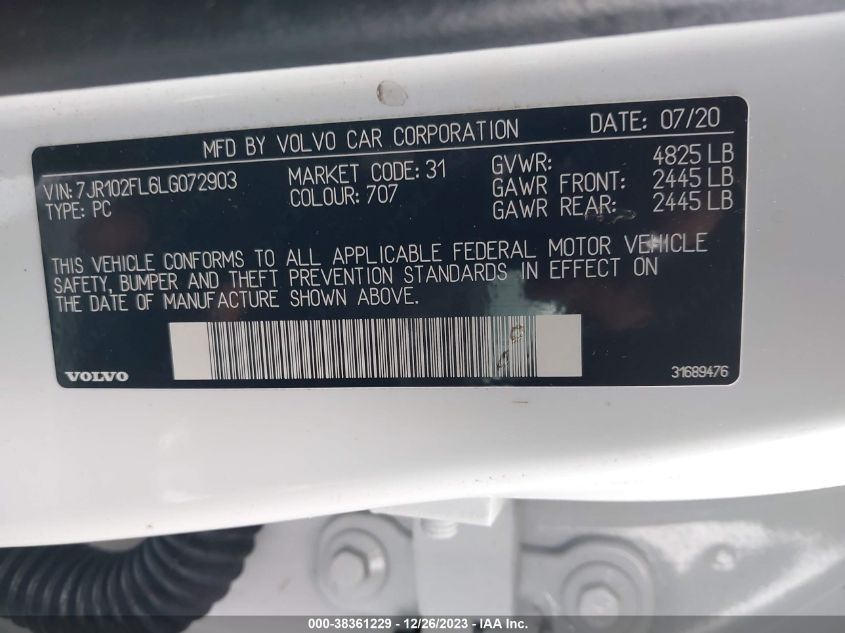 MFD BY VOLVO CAR CORPORATION DATE: 07/20
VIN: 7JR102FL6LG072903 MARKET CODE: 31 GVWR: 4825 LB
TYPE: PC COLOUR: 707 GAWR FRONT: 2445 LB
GAWR REAR: 2445 LB
THIS VEHICLE CONFORMS TO ALL APPLICABLE FEDERAL MOTOR VEHICLE
SAFETY, BUMPER AND THEFT PREVENTION STANDARDS IN EFFECT ON
THE DATE OF MANUFACTURE SHOWN ABOVE.
VOLVO 31689476
000-38361229 - 12/26/2023 - IAA Inc.